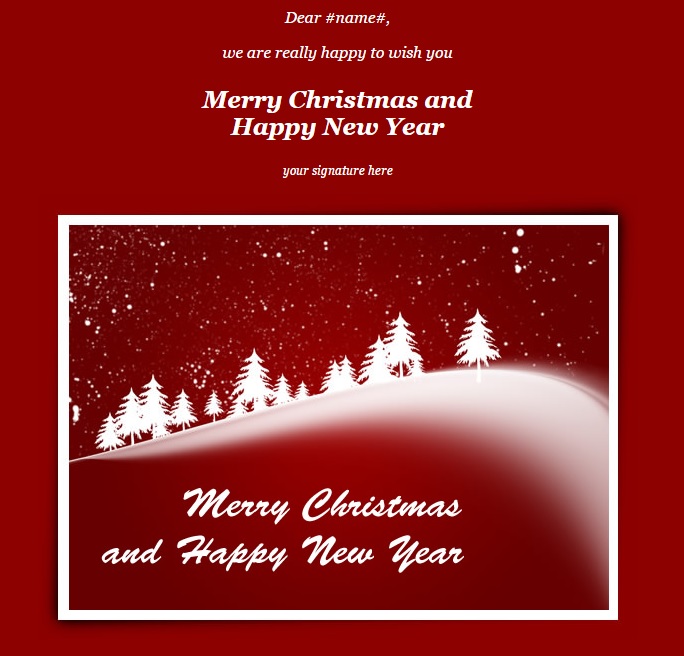 Dear #name#,
we are really happy to wish you
Merry Christmas and
Happy New Year
your signature here
Merry Christmas
and Happy New Year